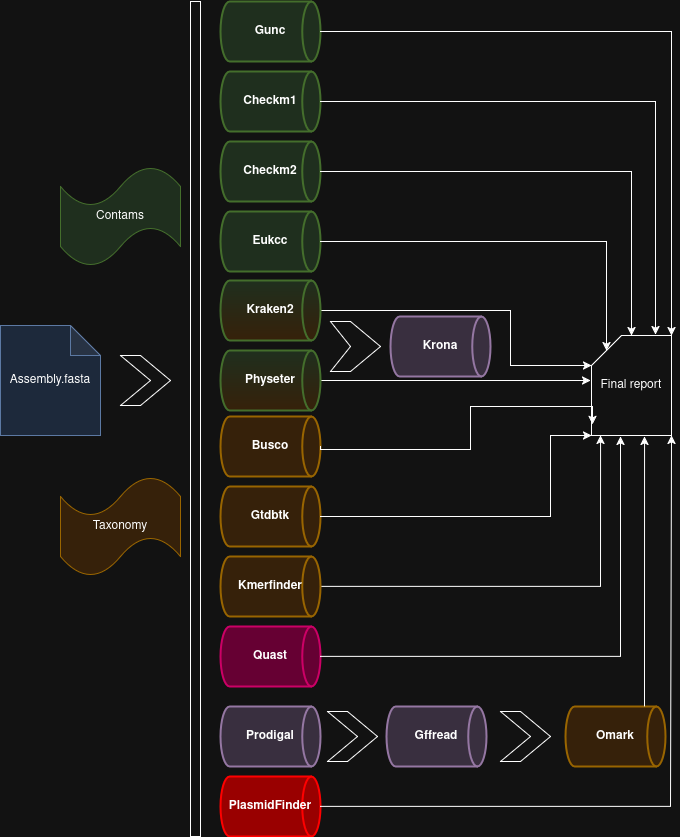 Gunc
Checkm1
Checkm2
Contams
Eukcc
Kraken2
Krona
Assembly.fasta
Physeter
Final report
Busco
Gtdbtk
Taxonomy
Kmerfinder
Quast
Prodigal
Gffread
Omark
PlasmidFinder